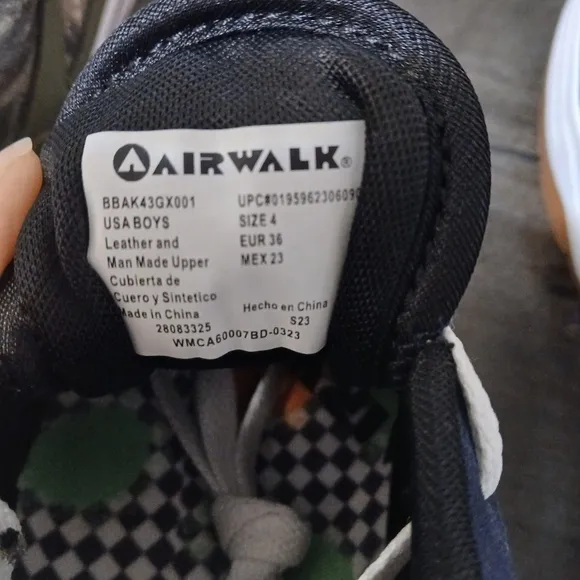 AIRWALK®
BBAK43GX001 UPC#0195962306090
USA BOYS SIZE 4
Leather and EUR 36
Man Made Upper MEX 23
Cubierta de
Cuero y Sintetico
Made in China Hecho en China
28083325 S23
WMCA60007BD-0323